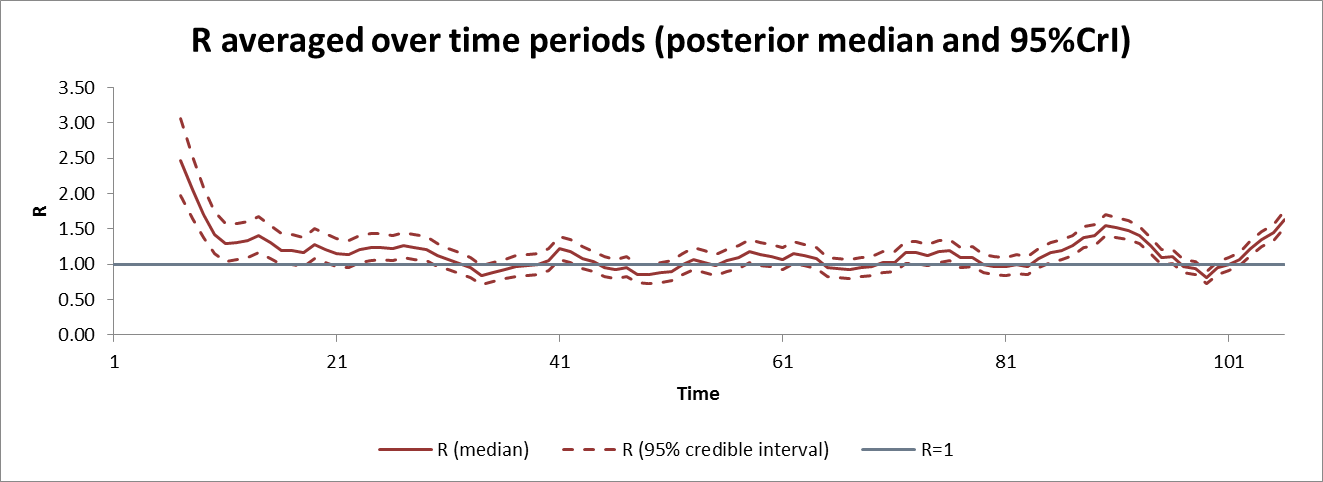 R averaged over time periods (posterior median and 95%CrI)
3.50
3.00
2.50
2.00
1.50
1.00
0.50
0.00
R
1 21 41 61 81 101
Time
R (median) R (95% credible interval) R=1